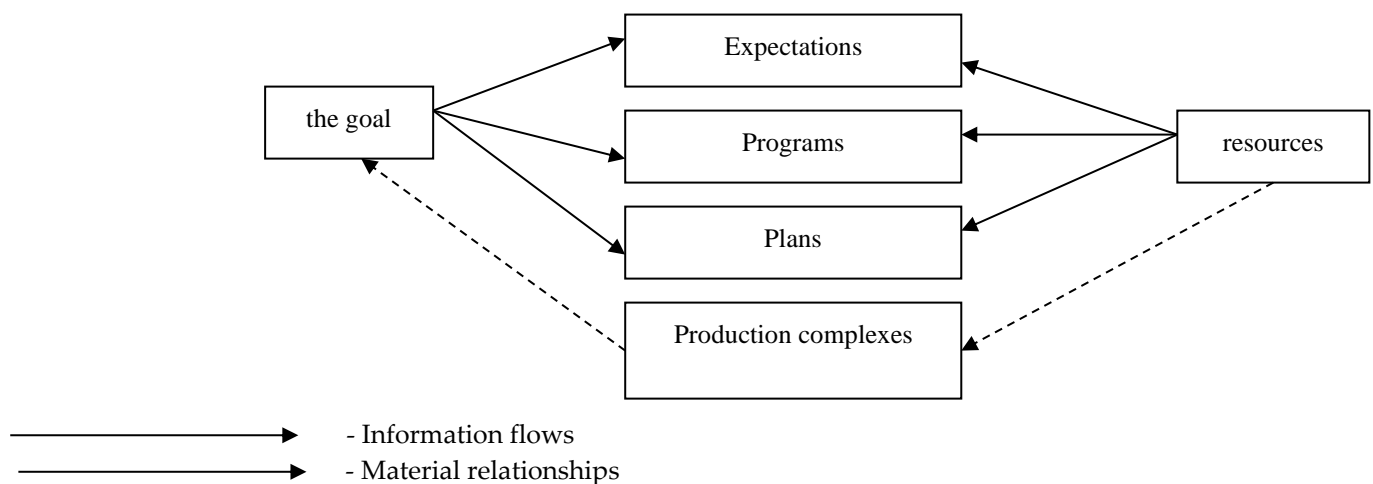 Expectations
the goal
Programs
resources
Plans
Production complexes
- Information flows
- Material relationships